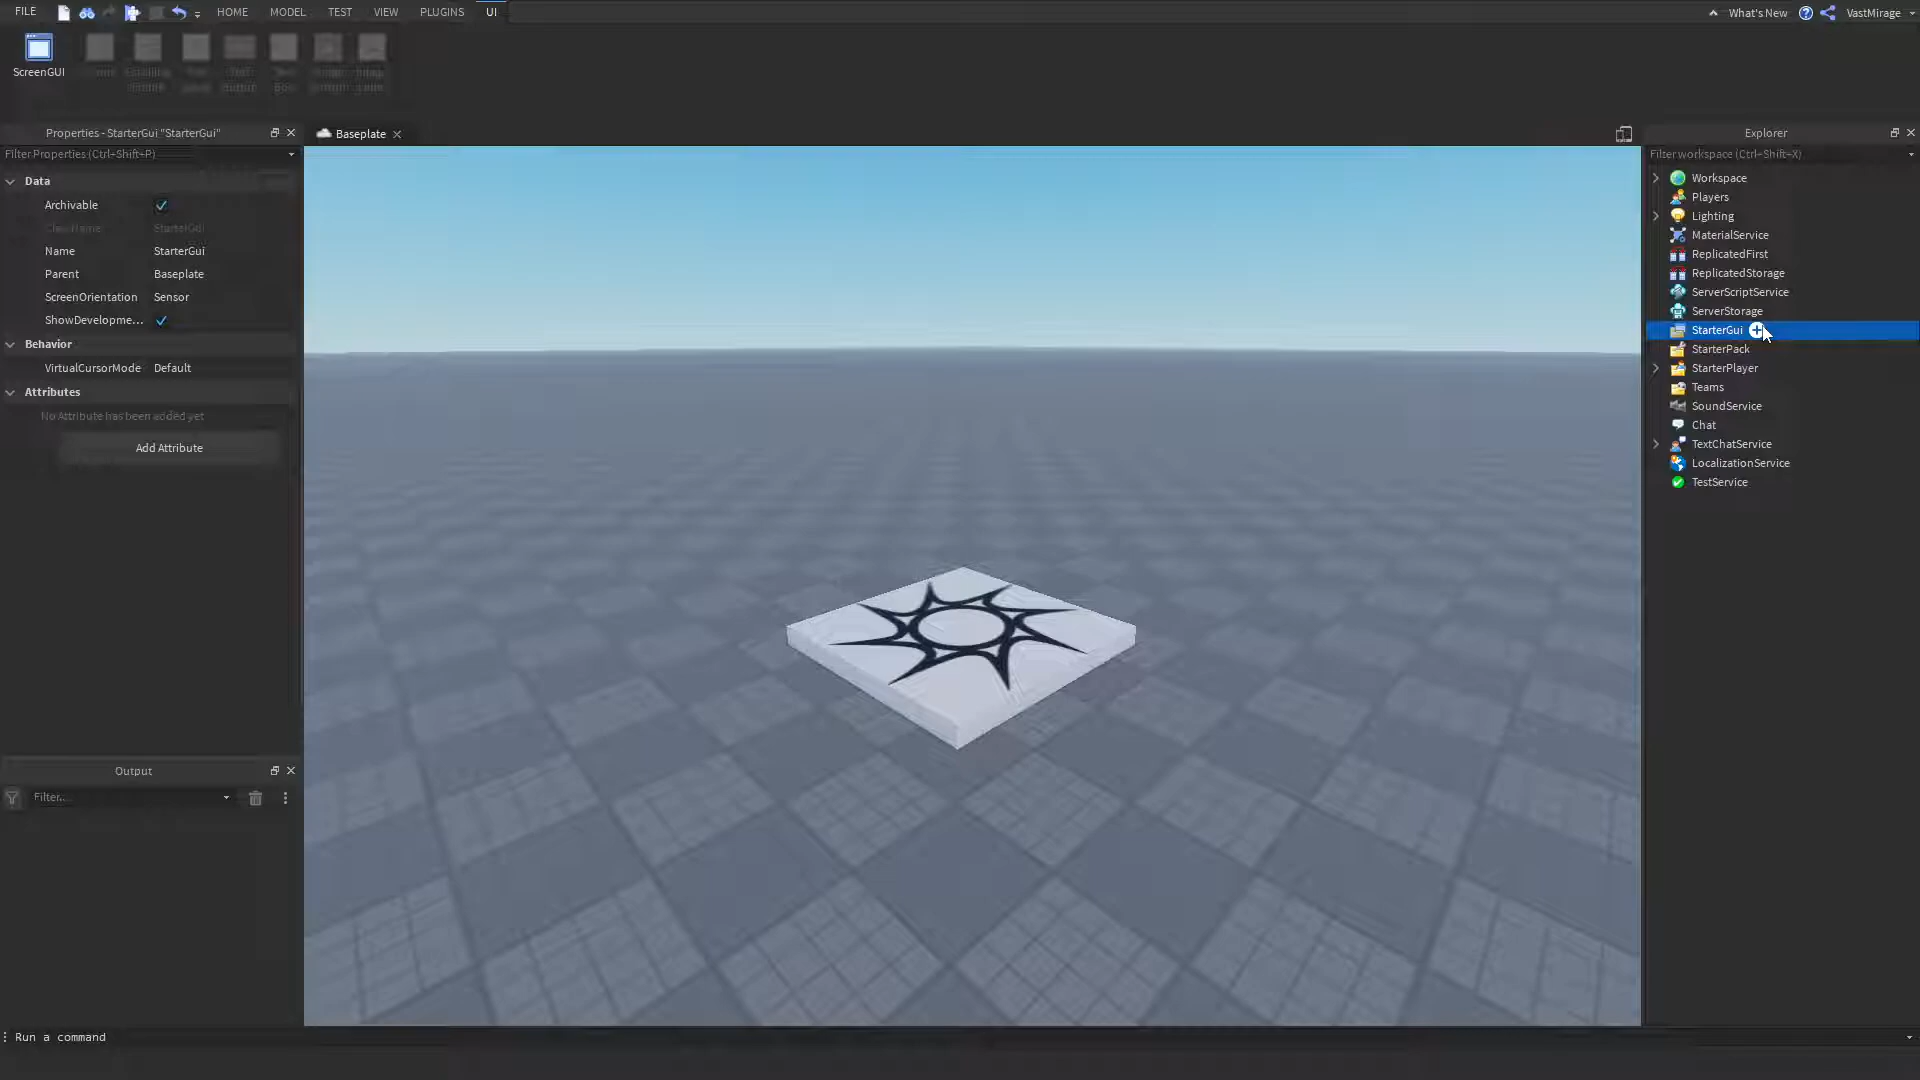 FILE
HOME
MODEL
TEST
VIEW
PLUGINS
UI
What's New
VastMirage
ScreenGUI
Properties - StarterGui "StarterGui"
Filter Properties (Ctrl+Shift+P)
Data
Archivable
ClassName StarterGui
Name StarterGui
Parent Baseplate
ScreenOrientation Sensor
ShowDevelopme...
Behavior
VirtualCursorMode Default
Attributes
No Attribute has been added yet
Add Attribute
Output
Filter...
Baseplate
Explorer
Filter workspace (Ctrl+Shift+X)
Workspace
Players
Lighting
MaterialService
ReplicatedFirst
ReplicatedStorage
ServerScriptService
ServerStorage
StarterGui
StarterPack
StarterPlayer
Teams
SoundService
Chat
TextChatService
LocalizationService
TestService
Run a command